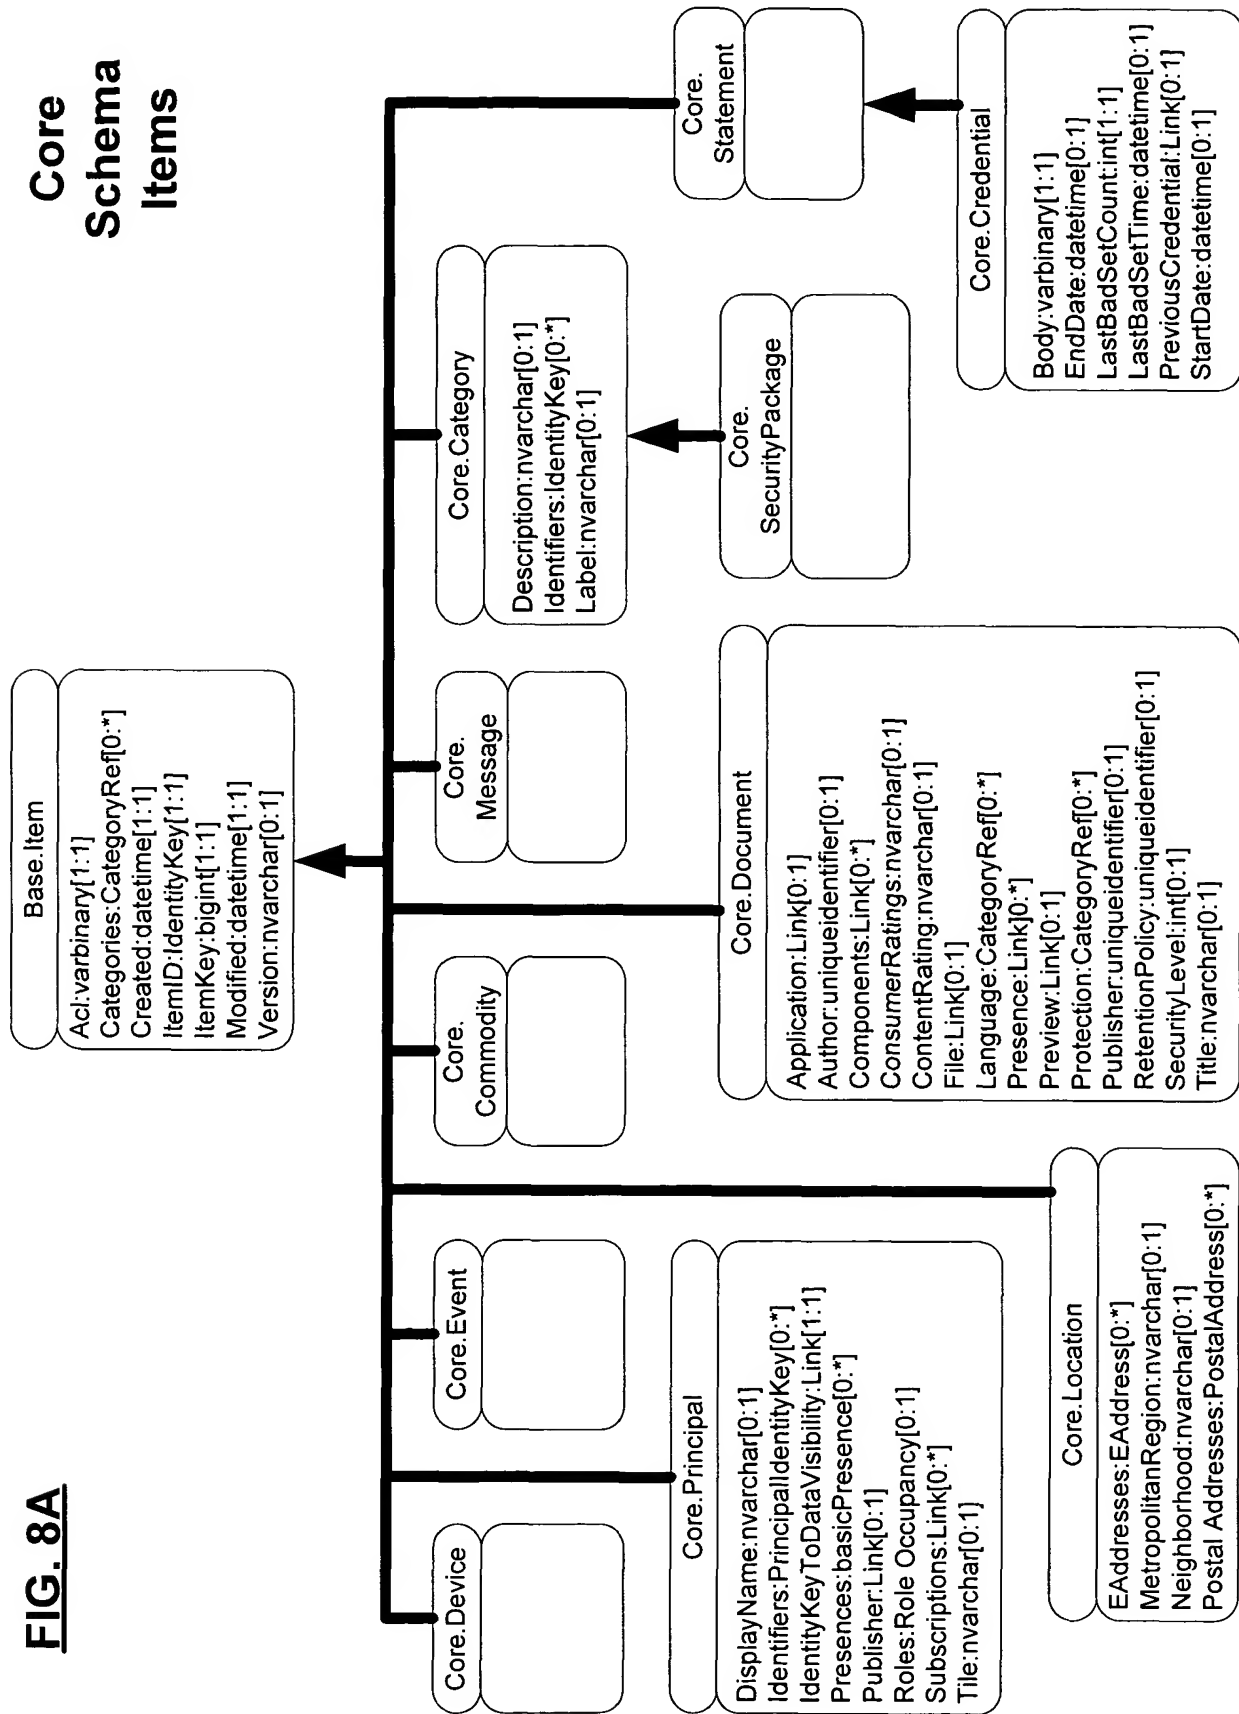 FIG. 8A
Core
Schema
Items
Base.Item
Acl:varbinary[1:1]
Categories:CategoryRef[0:*]
Created:datetime[1:1]
ItemID:IdentityKey[1:1]
ItemKey:bigint[1:1]
Modified:datetime[1:1]
Version:nvarchar[0:1]
Core.Device
Core.Event
Core.
Commodity
Core.
Message
Core.Category
Description:nvarchar[0:1]
Identifiers:IdentityKey[0:*]
Label:nvarchar[0:1]
Core.
Statement
Core.Principal
DisplayName:nvarchar[0:1]
Identifiers:PrincipalIdentityKey[0:*]
IdentityKeyToDataVisibility:Link[1:1]
Presences:basicPresence[0:*]
Publisher:Link[0:1]
Roles:Role Occupancy[0:1]
Subscriptions:Link[0:*]
Tile:nvarchar[0:1]
Core.Document
Application:Link[0:1]
Author:uniqueidentifier[0:1]
Components:Link[0:*]
ConsumerRatings:nvarchar[0:1]
ContentRating:nvarchar[0:1]
File:Link[0:1]
Language:CategoryRef[0:*]
Presence:Link]0:*]
Preview:Link[0:1]
Protection:CategoryRef[0:*]
Publisher:uniqueidentifier[0:1]
RetentionPolicy:uniqueidentifier[0:1]
SecurityLevel:int[0:1]
Title:nvarchar[0:1]
Core.
SecurityPackage
Core.Location
EAddresses:EAddress[0:*]
MetropolitanRegion:nvarchar[0:1]
Neighborhood:nvarchar[0:1]
Postal Addresses:PostalAddress[0:*]
Core.Credential
Body:varbinary[1:1]
EndDate:datetime[0:1]
LastBadSetCount:int[1:1]
LastBadSetTime:datetime[0:1]
PreviousCredential:Link[0:1]
StartDate:datetime[0:1]